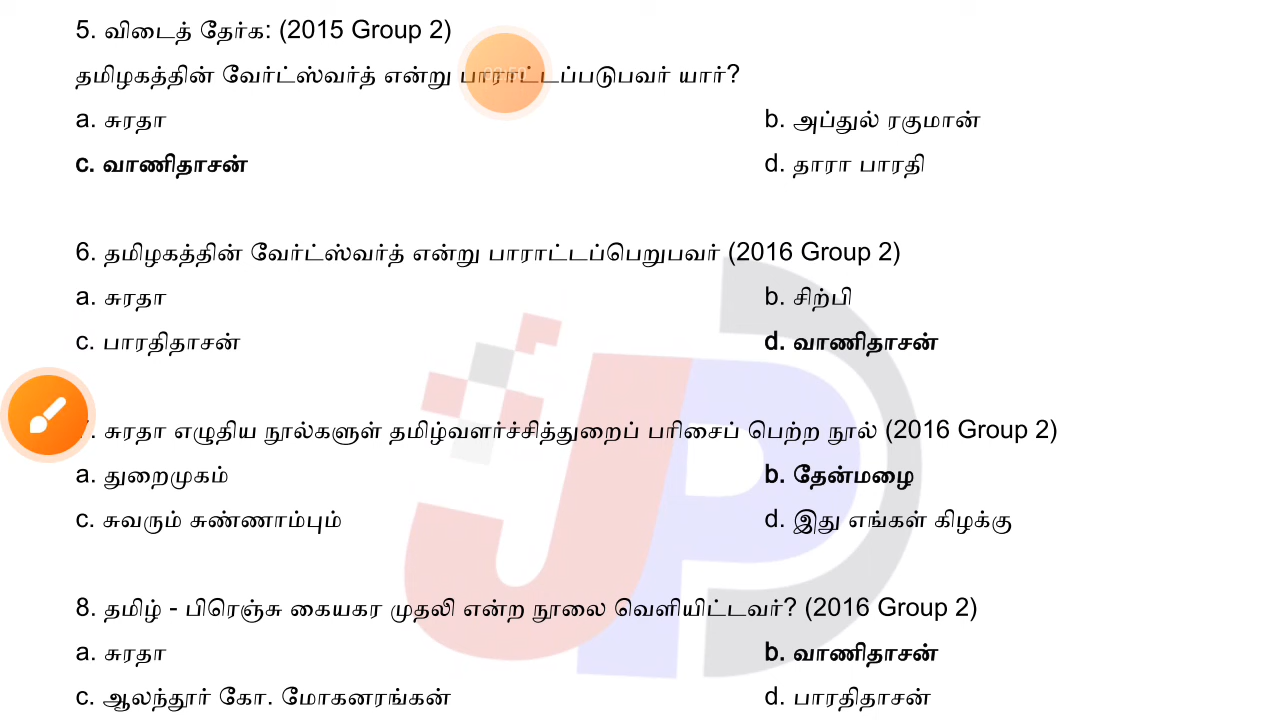 5. விடைத் தேர்க: (2015 Group 2)
தமிழகத்தின் வேர்ட்ஸ்வர்த் என்று பாராட்டப்படுபவர் யார்?
a. சுரதா b. அப்துல் ரகுமான்
c. வாணிதாசன் d. தாரா பாரதி
6. தமிழகத்தின் வேர்ட்ஸ்வர்த் என்று பாராட்டப்பெறுபவர் (2016 Group 2)
a. சுரதா b. சிற்பி
c. பாரதிதாசன் d. வாணிதாசன்
7. சுரதா எழுதிய நூல்களுள் தமிழ்வளர்ச்சித்துறைப் பரிசைப் பெற்ற நூல் (2016 Group 2)
a. துறைமுகம் b. தேன்மழை
c. சுவரும் சுண்ணாம்பும் d. இது எங்கள் கிழக்கு
8. தமிழ் - பிரெஞ்சு கையகர முதலி என்ற நூலை வெளியிட்டவர்? (2016 Group 2)
a. சுரதா b. வாணிதாசன்
c. ஆலந்தூர் கோ. மோகனரங்கன் d. பாரதிதாசன்